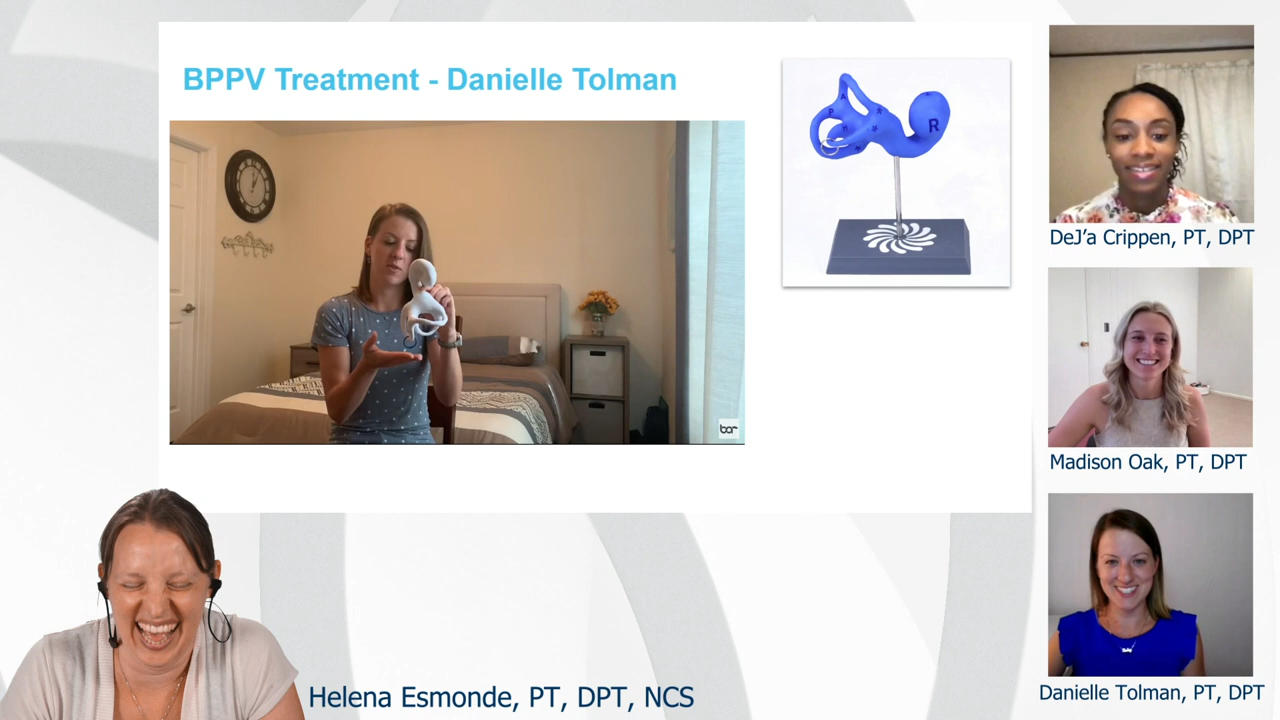 BPPV Treatment - Danielle Tolman
A
P
H
R
bar
DeJ’a Crippen, PT, DPT
Madison Oak, PT, DPT
Danielle Tolman, PT, DPT
Helena Esmonde, PT, DPT, NCS